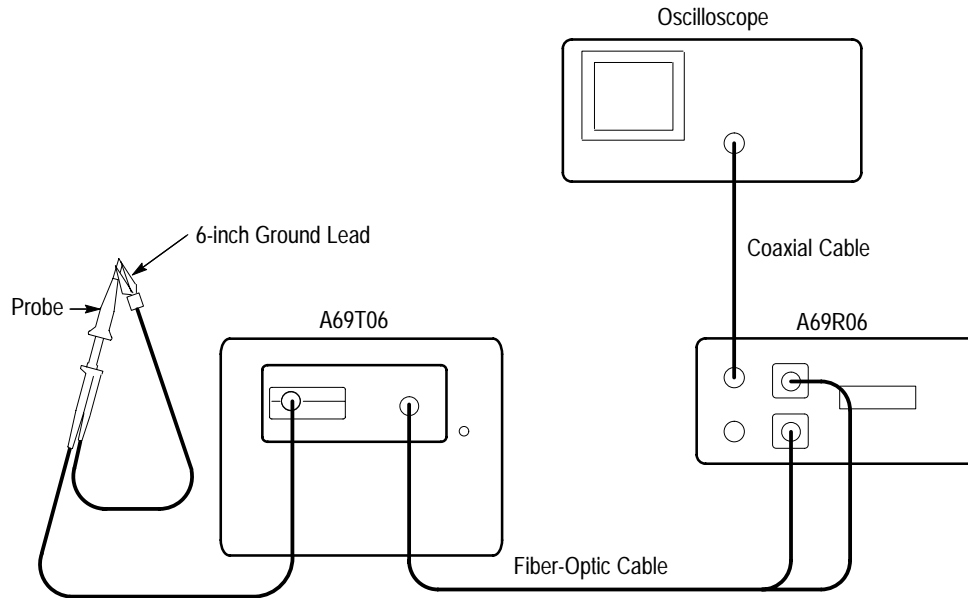 Oscilloscope
6-inch Ground Lead
Coaxial Cable
Probe
A69T06
A69R06
Fiber-Optic Cable